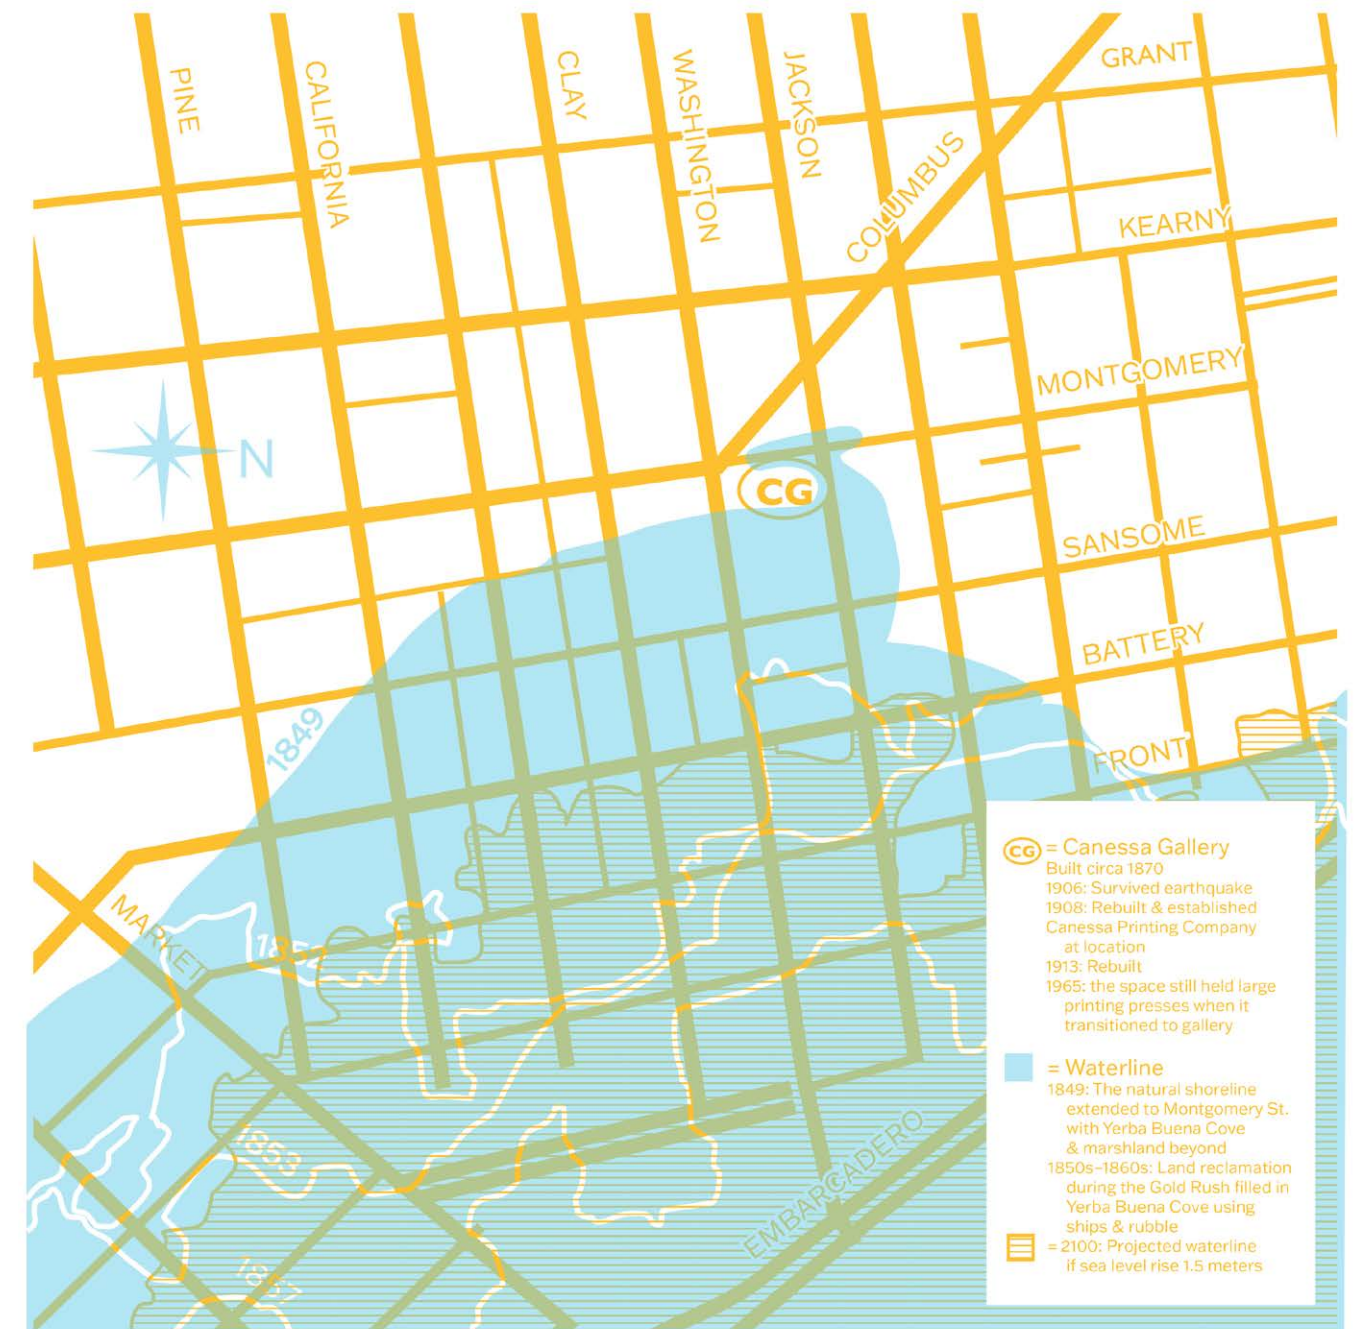 PINE
CALIFORNIA
CLAY
WASHINGTON
JACKSON
COLUMBUS
GRANT
KEARNY
MONTGOMERY
SANSOME
BATTERY
FRONT
N
CG
1849
MARKET
1852
1853
1857
EMBARCADERO
CG = Canessa Gallery
Built circa 1870
1906: Survived earthquake
1908: Rebuilt & established
Canessa Printing Company
at location
1913: Rebuilt
1965: the space still held large
printing presses when it
transitioned to gallery
= Waterline
1849: The natural shoreline
extended to Montgomery St.
with Yerba Buena Cove
& marshland beyond
1850s–1860s: Land reclamation
during the Gold Rush filled in
Yerba Buena Cove using
ships & rubble
= 2100: Projected waterline
if sea level rise 1.5 meters